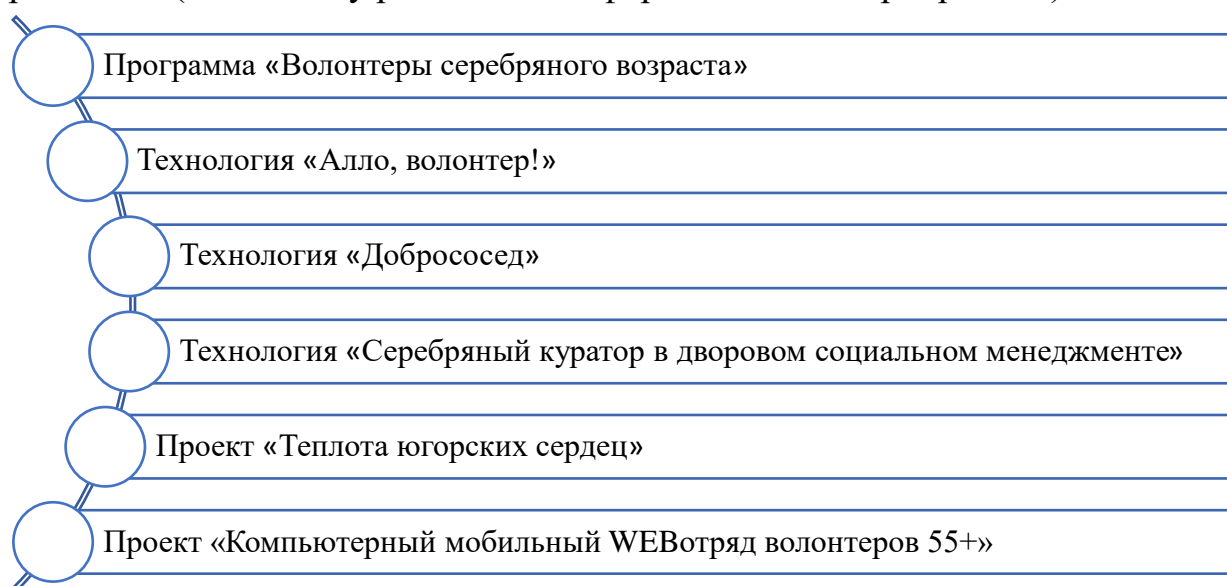 Программа «Волонтеры серебряного возраста»
Технология «Алло, волонтер!»
Технология «Добрососед»
Технология «Серебряный куратор в дворовом социальном менеджменте»
Проект «Теплота югорских сердец»
Проект «Компьютерный мобильный WEBотряд волонтеров 55+»